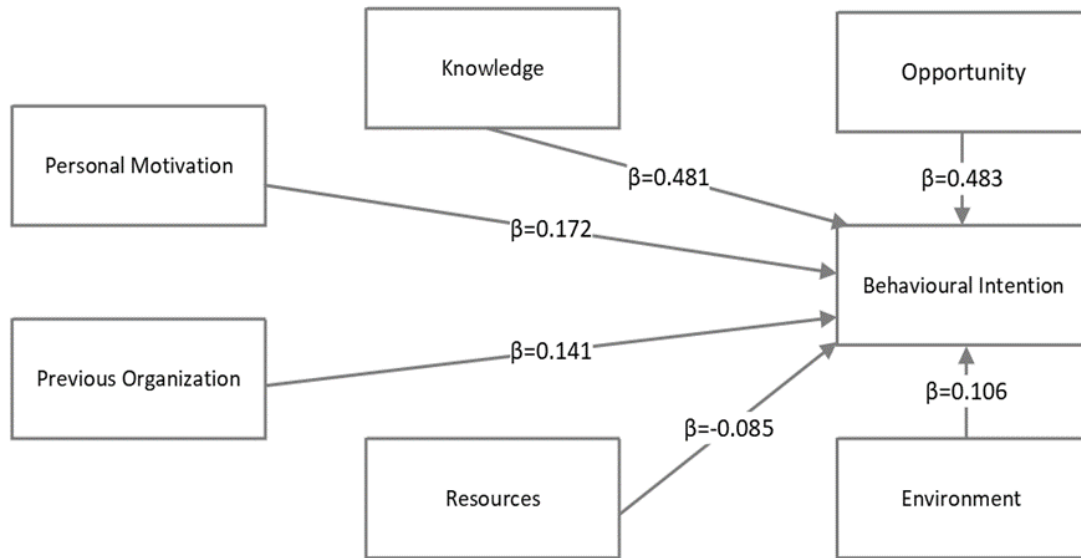 Knowledge
Opportunity
Personal Motivation
β=0.481
β=0.483
β=0.172
Behavioural Intention
β=0.141
Previous Organization
β=0.106
β=-0.085
Resources
Environment